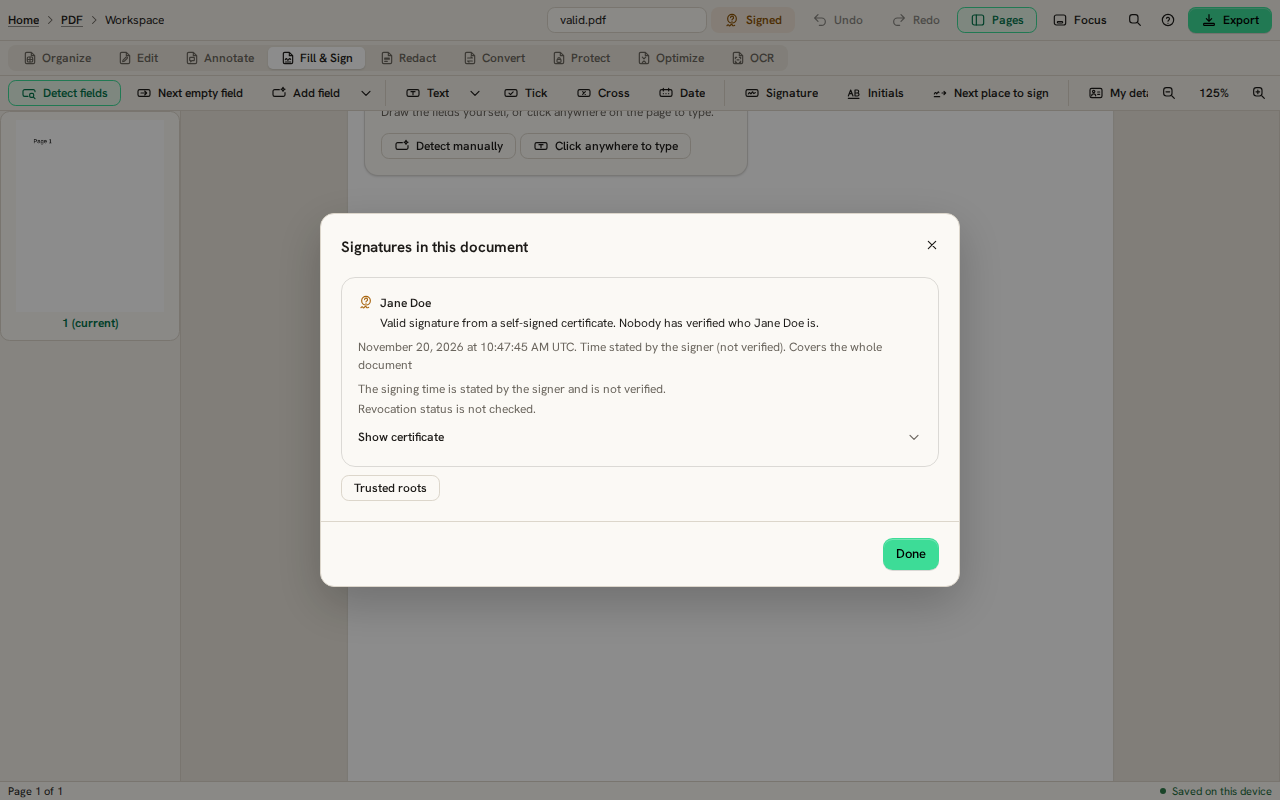 Home PDF Workspace valid.pdf Signed Undo Redo Pages Focus Export
Organize Edit Annotate Fill & Sign Redact Convert Protect Optimize OCR
Detect fields Next empty field Add field Text Tick Cross Date Signature Initials Next place to sign My deta 125%
Page 1
1 (current)
Draw the fields yourself, or click anywhere on the page to type.
Detect manually Click anywhere to type
Signatures in this document
Jane Doe
Valid signature from a self-signed certificate. Nobody has verified who Jane Doe is.
November 20, 2026 at 10:47:45 AM UTC. Time stated by the signer (not verified). Covers the whole
document
The signing time is stated by the signer and is not verified.
Revocation status is not checked.
Show certificate
Trusted roots
Done
Page 1 of 1 Saved on this device